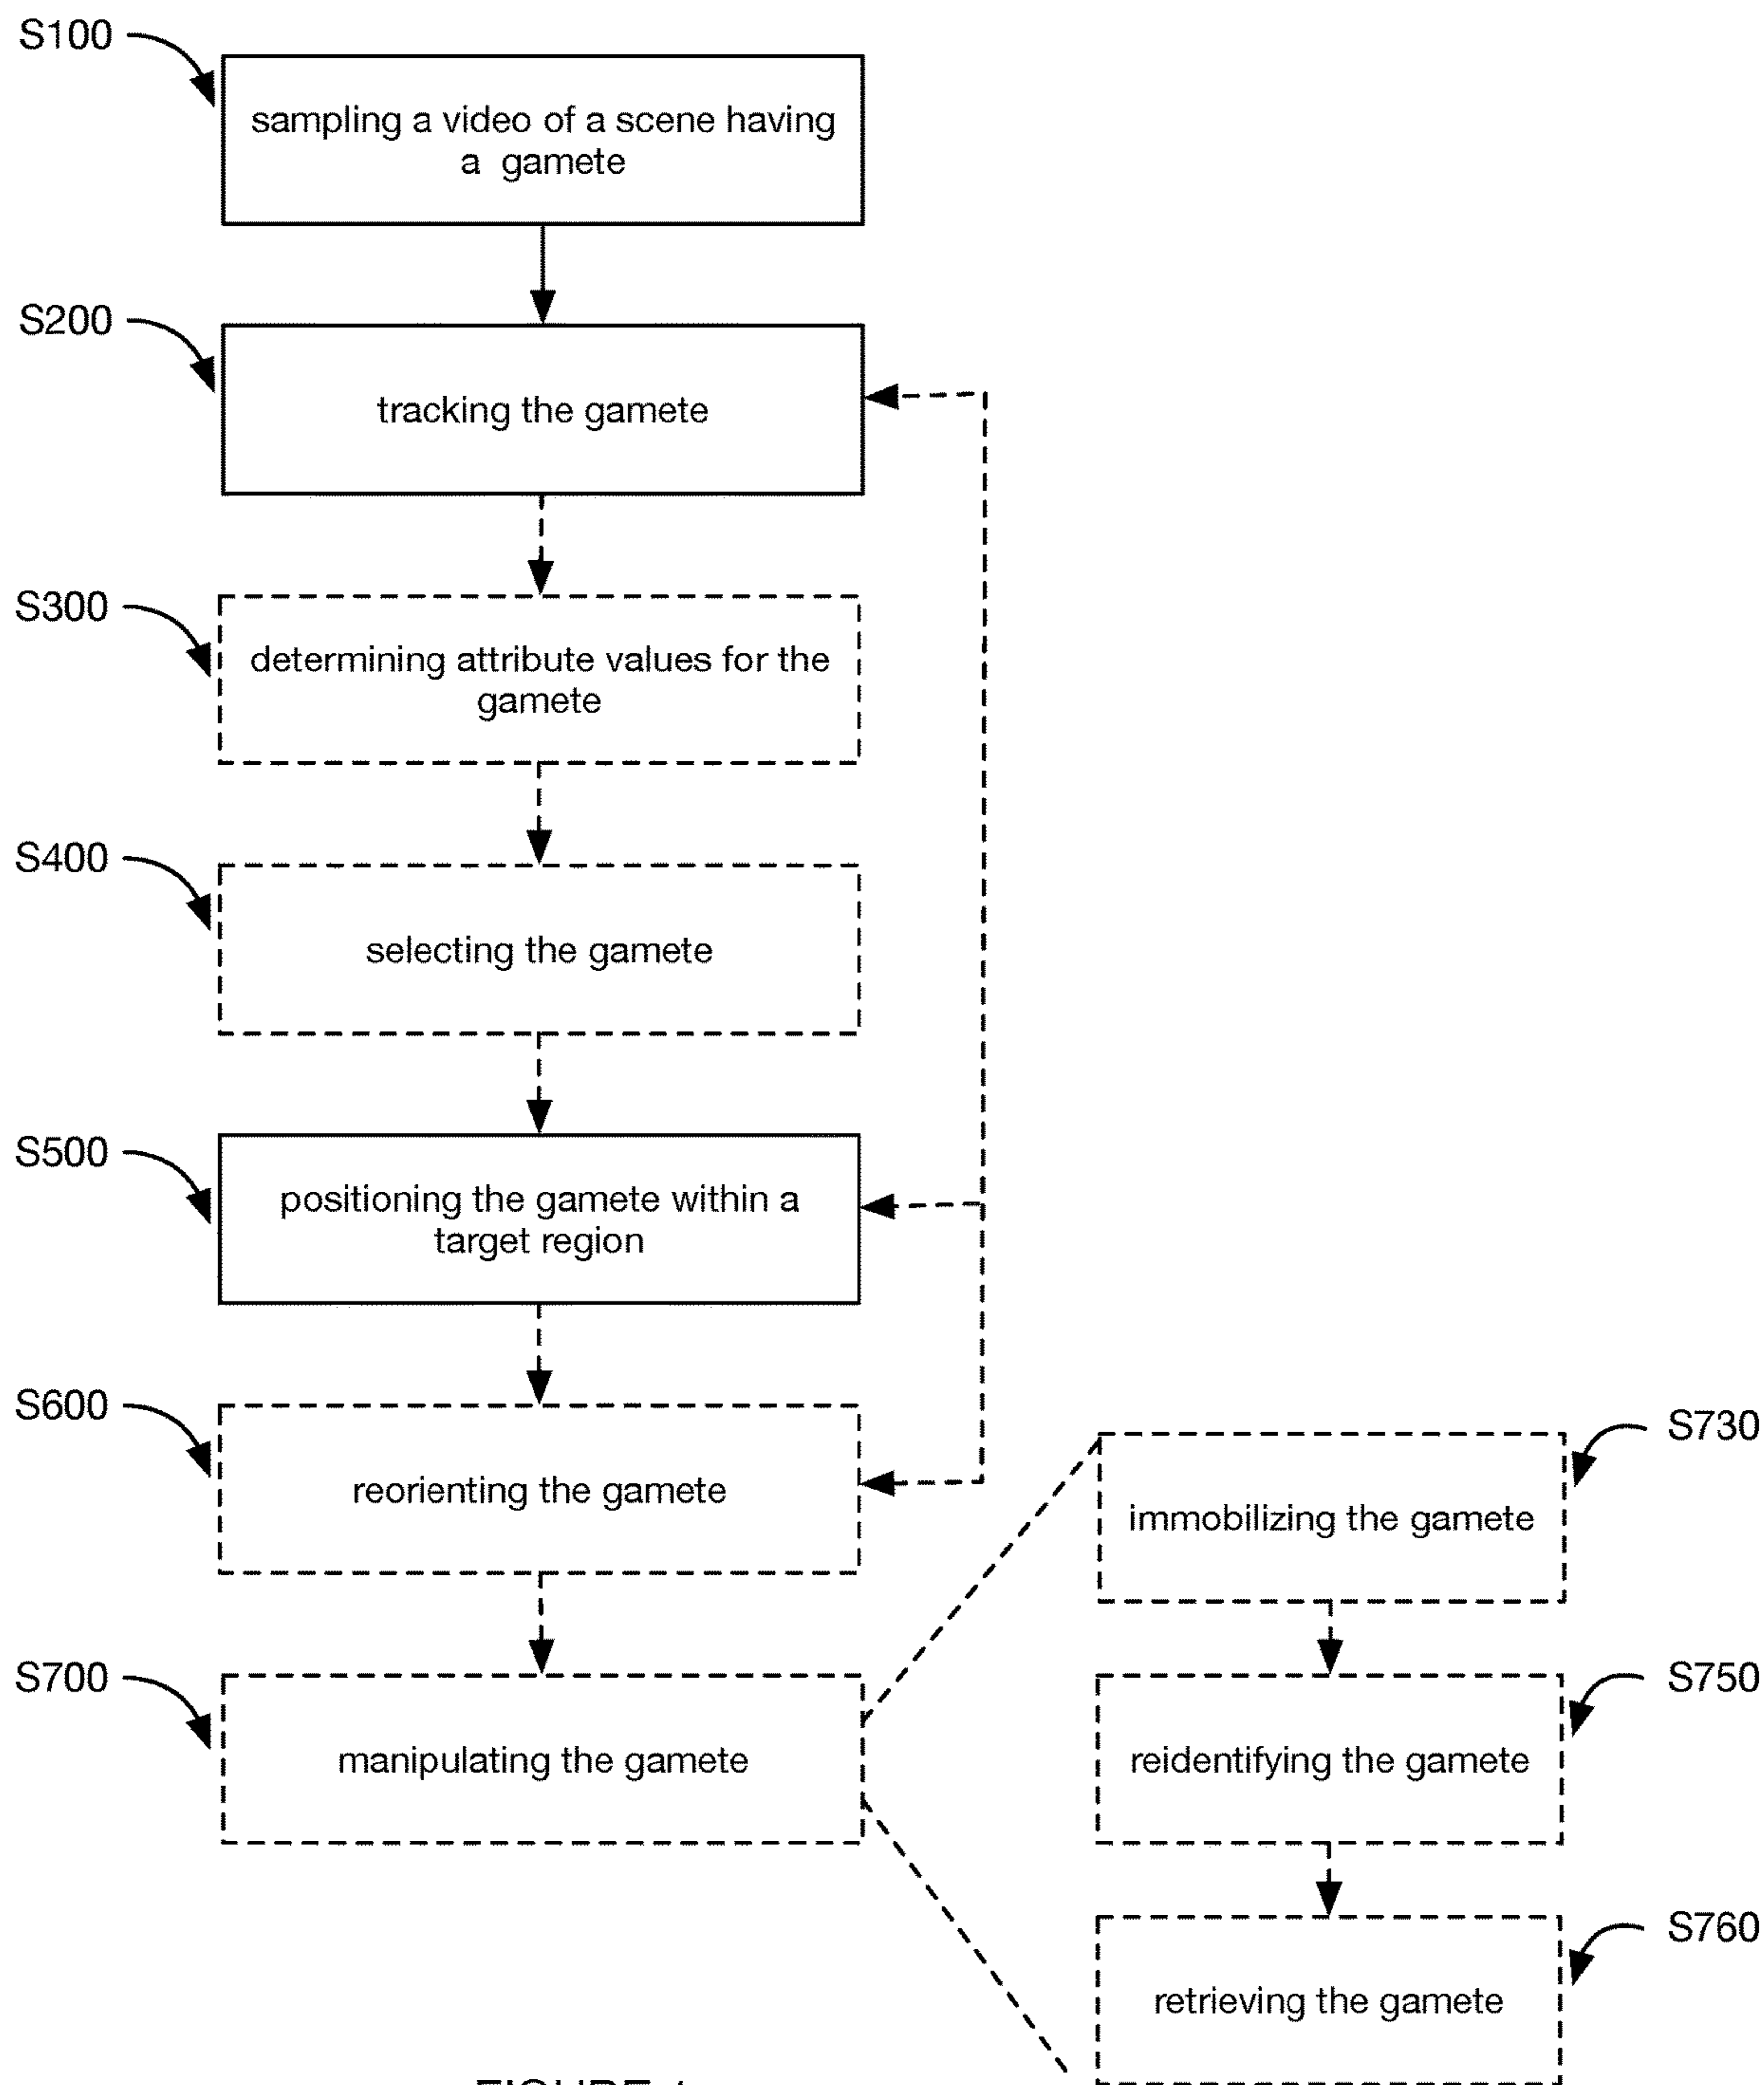 S100
sampling a video of a scene having
a gamete
S200
tracking the gamete
S300
determining attribute values for the
gamete
S400
selecting the gamete
S500
positioning the gamete within a
target region
S600
reorienting the gamete
S700
manipulating the gamete
S730
immobilizing the gamete
S750
reidentifying the gamete
S760
retrieving the gamete